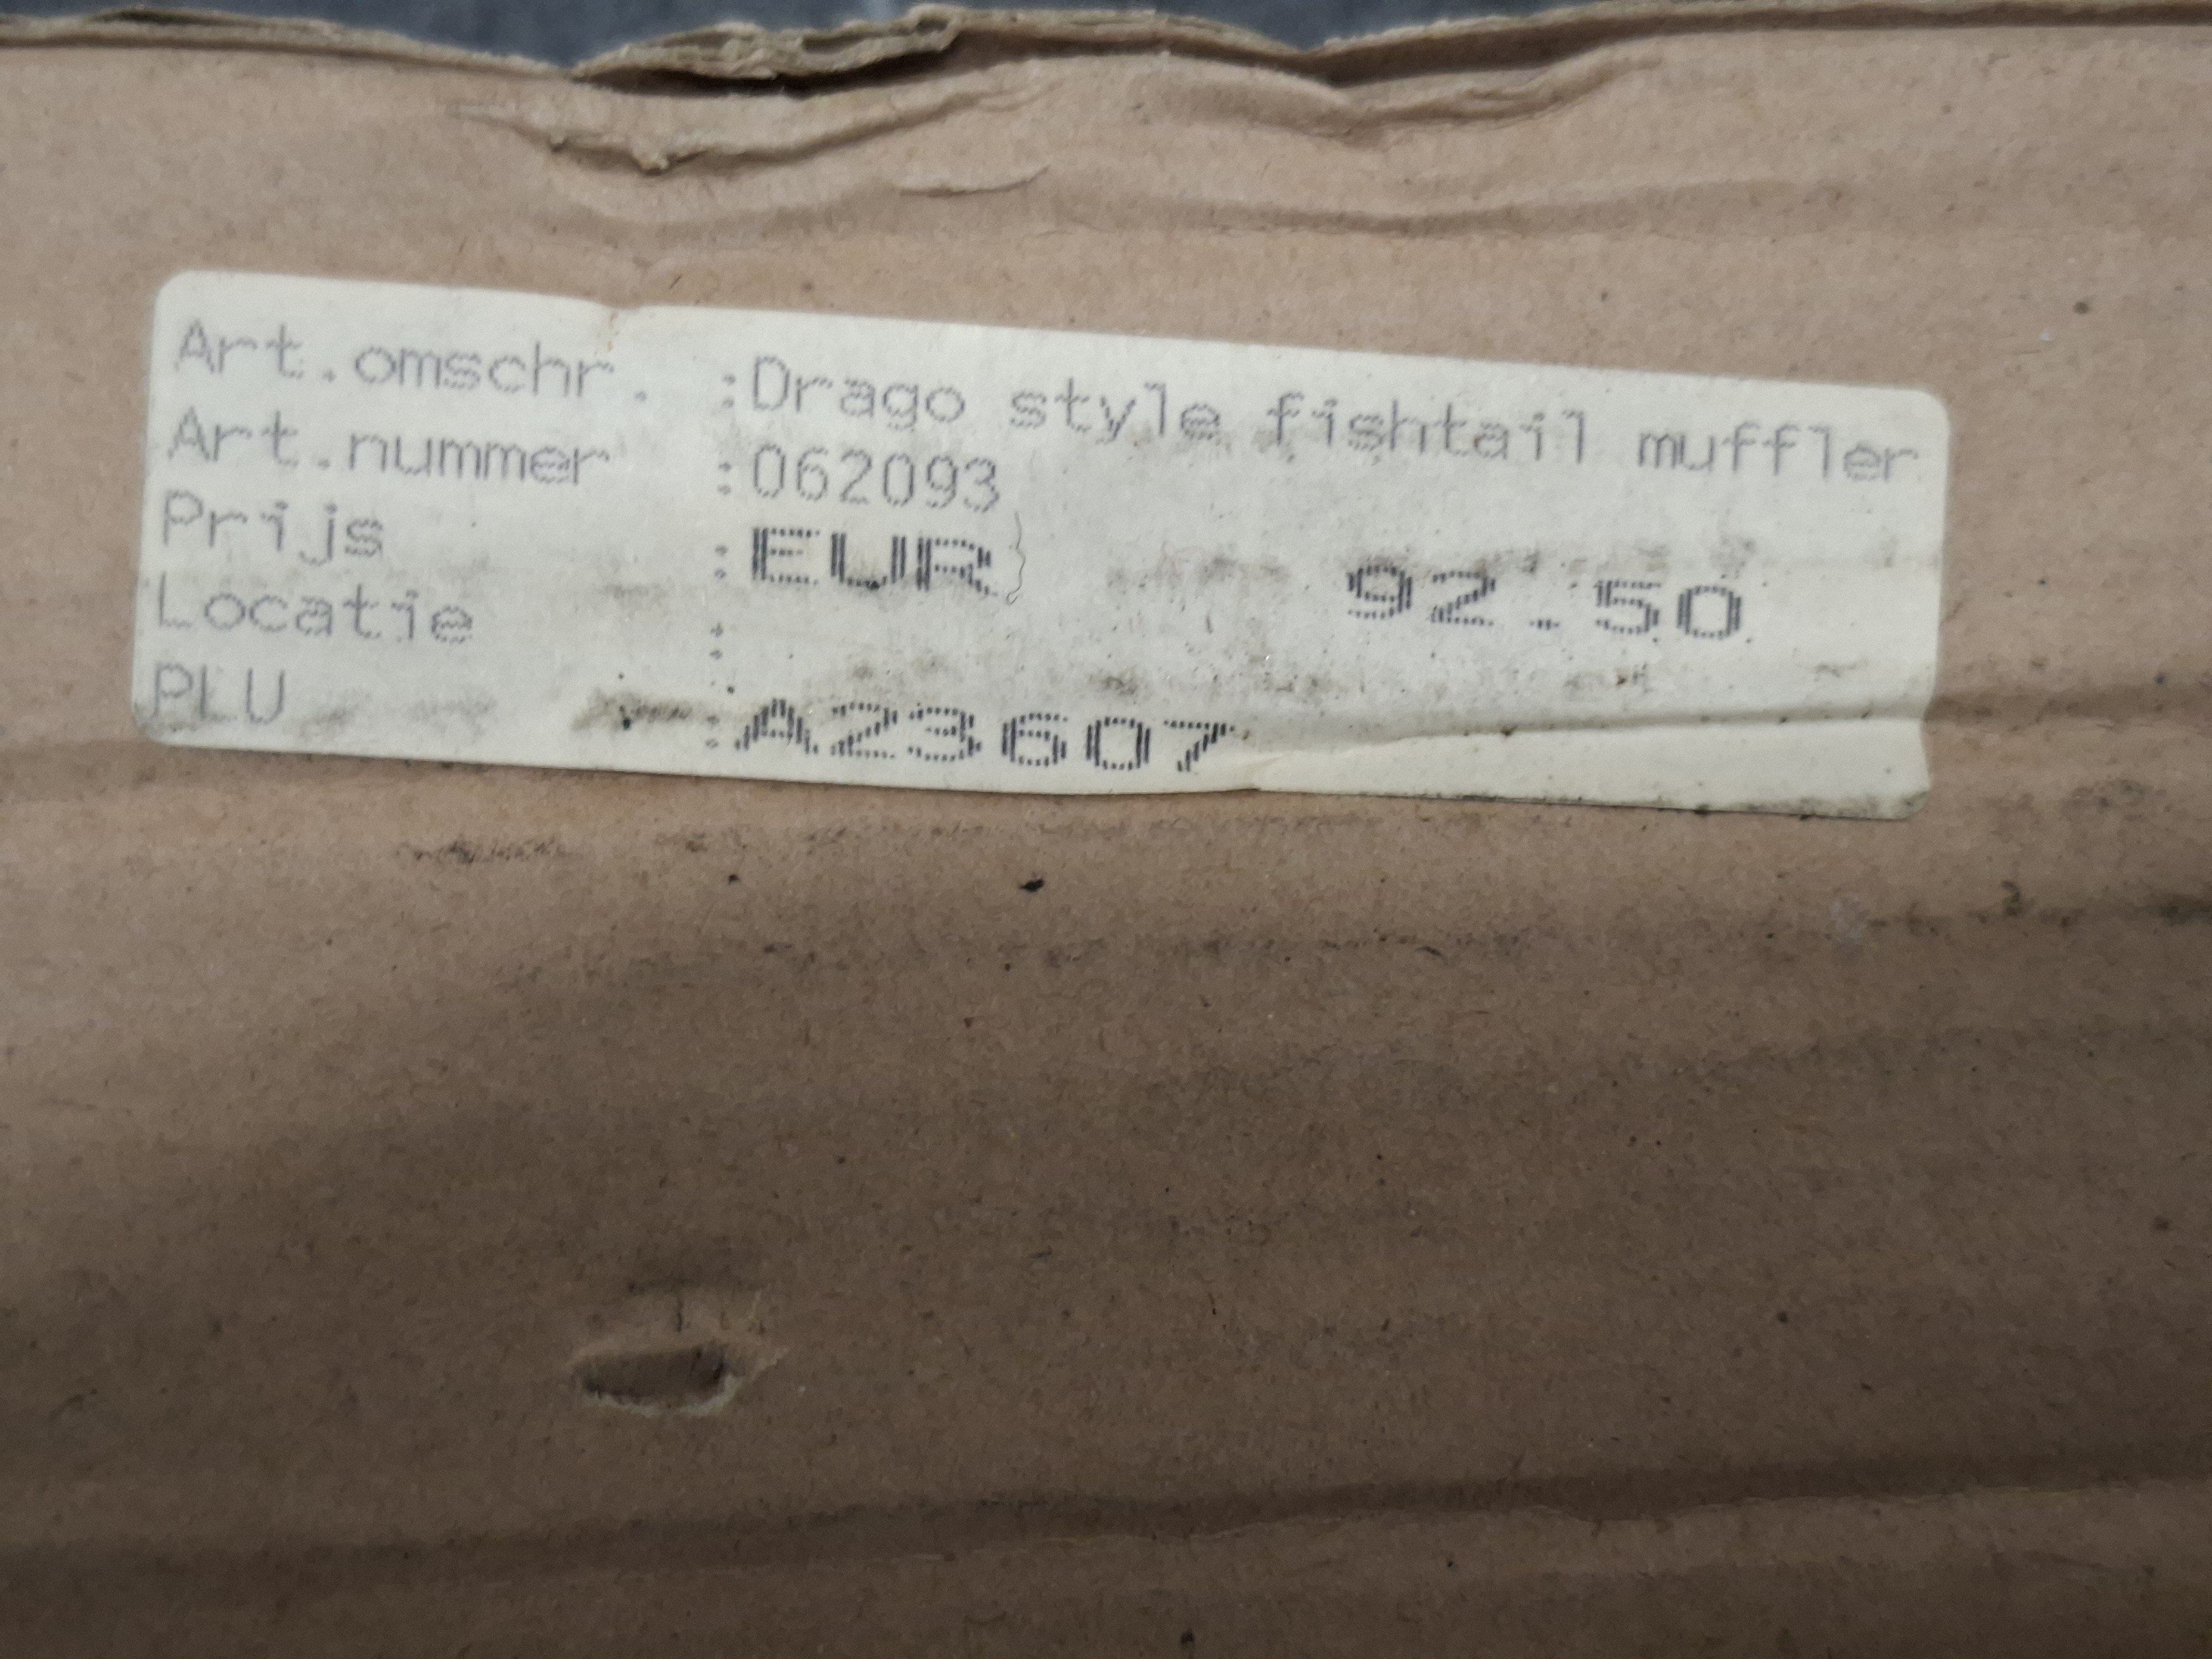 Art.omschr. :Drago style fishtail muffler
Art.nummer :062093
Prijs :EUR 92.50
Locatie :
PLU :A23607